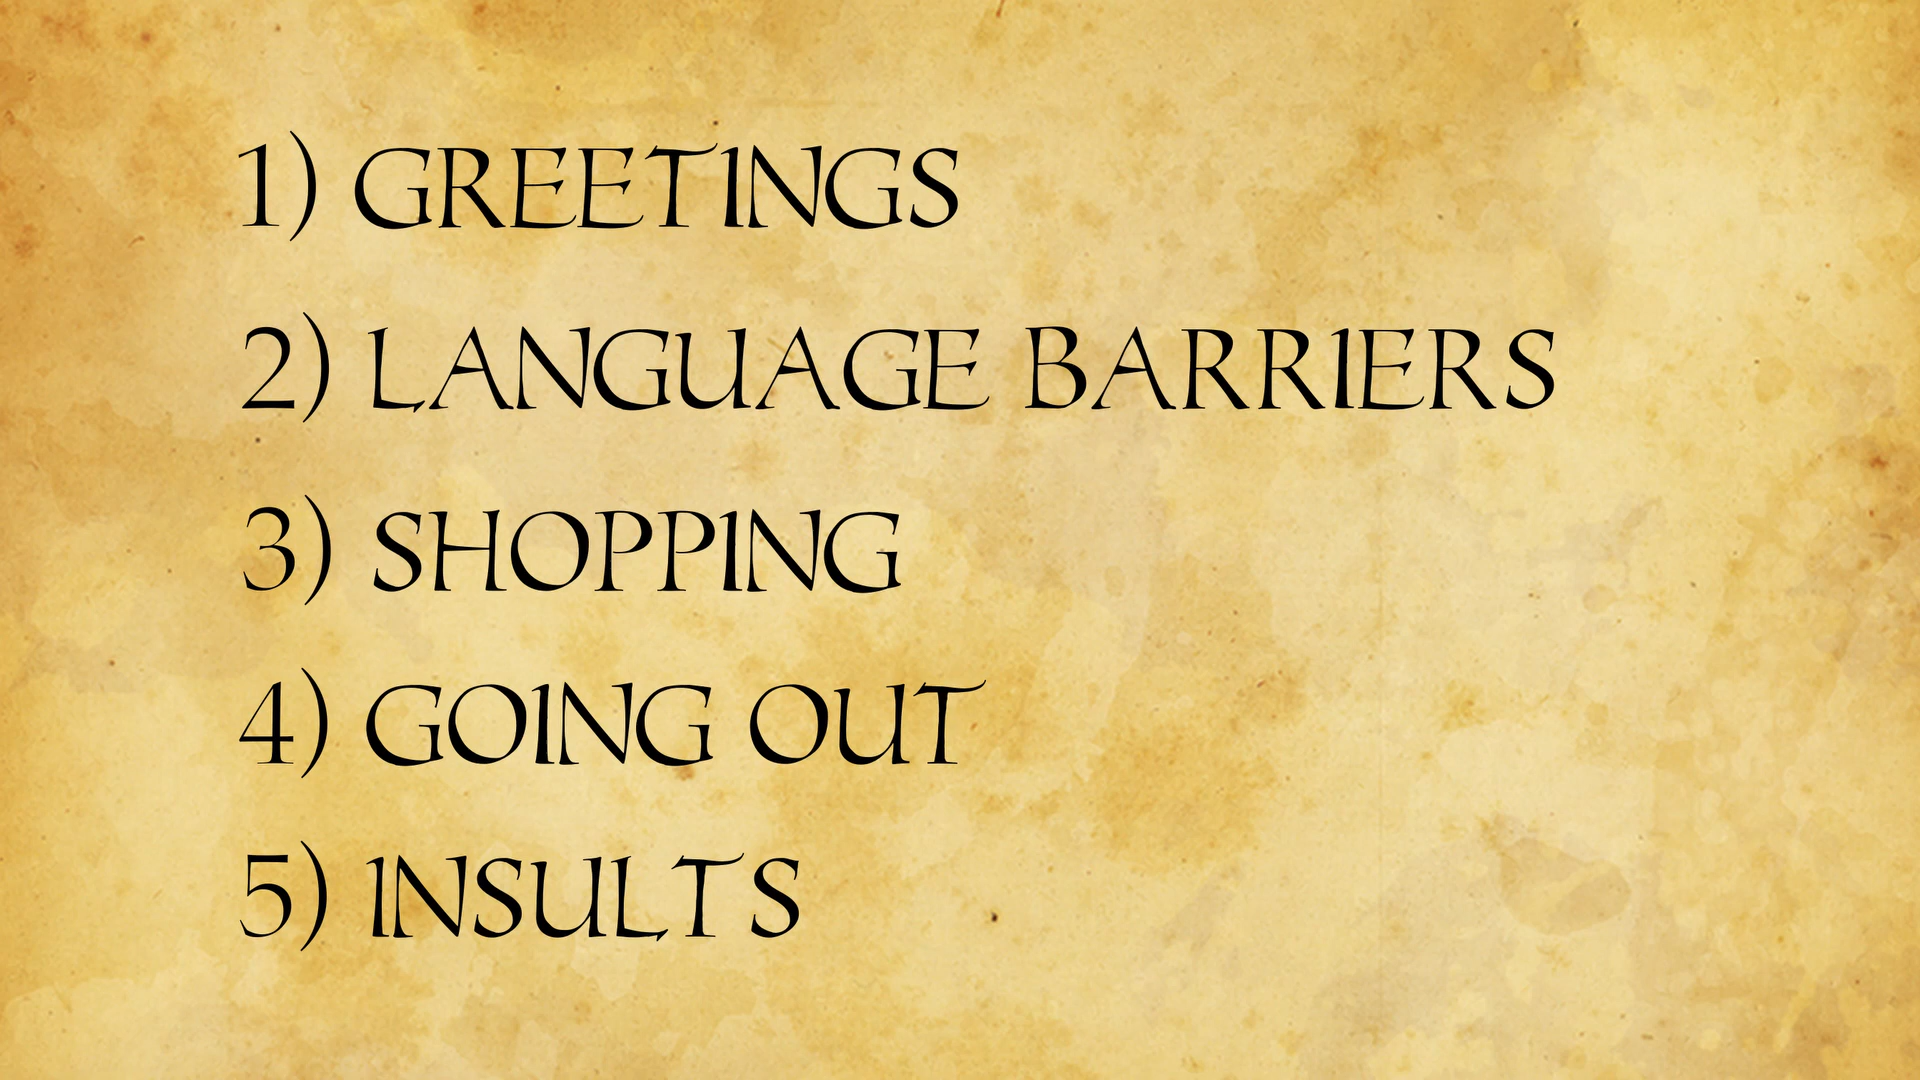 1) GREETINGS
2) LANGUAGE BARRIERS
3) SHOPPING
4) GOING OUT
5) INSULTS